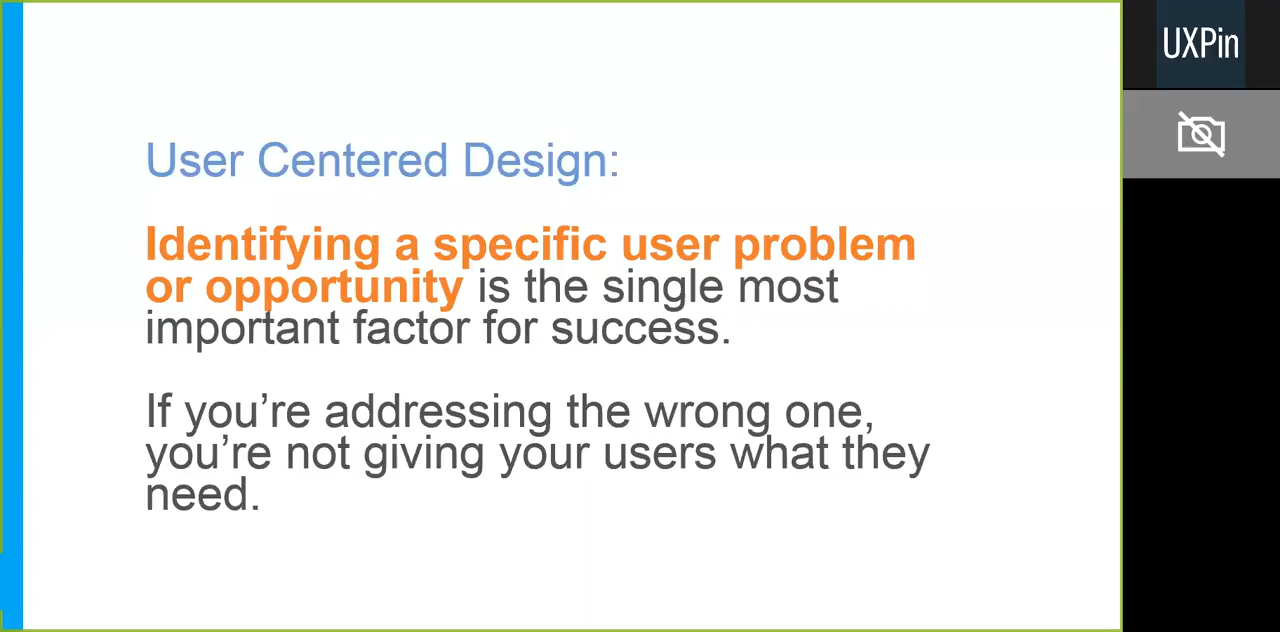 User Centered Design:
Identifying a specific user problem
or opportunity is the single most
important factor for success.
If you’re addressing the wrong one,
you’re not giving your users what they
need.
UXPin